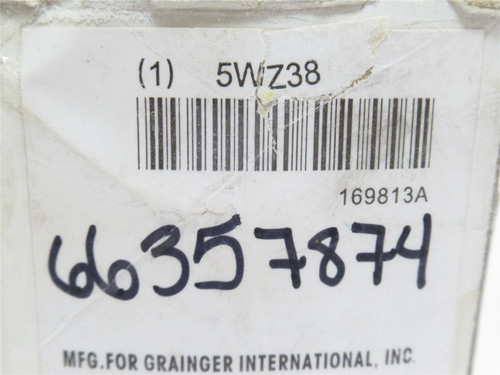 (1) 5WZ38
169813A
66357874
MFG.FOR GRAINGER INTERNATIONAL, INC.